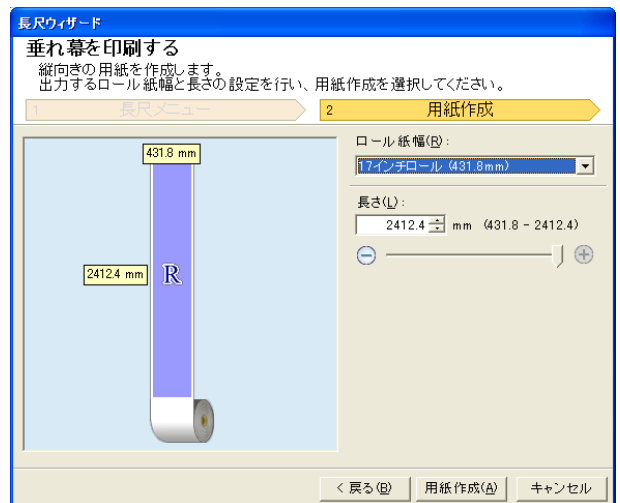 長尺ウィザード
垂れ幕を印刷する
縦向きの用紙を作成します。
出力するロール紙幅と長さの設定を行い、用紙作成を選択してください。
1 長尺メニュー
2 用紙作成
431.8 mm
2412.4 mm
R
ロール紙幅(R):
17インチロール (431.8mm)
長さ(L):
2412.4 mm (431.8 - 2412.4)
< 戻る(B)
用紙作成(A)
キャンセル